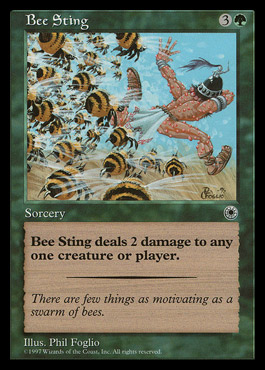 Bee Sting 3
Sorcery
Bee Sting deals 2 damage to any
one creature or player.
There are few things as motivating as a
swarm of bees.
Illus. Phil Foglio
©1997 Wizards of the Coast, Inc. All rights reserved.